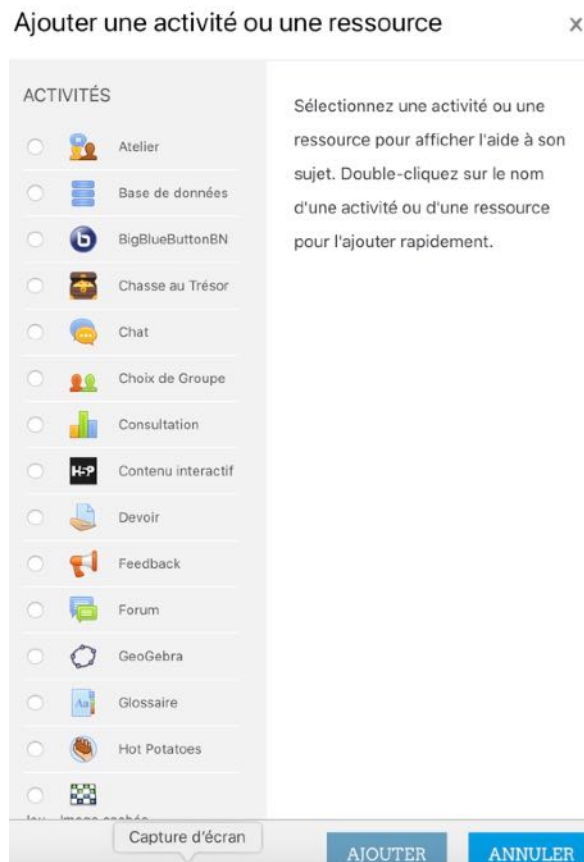 Ajouter une activité ou une ressource
x
ACTIVITÉS
Atelier
Base de données
BigBlueButtonBN
Chasse au Trésor
Chat
Choix de Groupe
Consultation
H5P Contenu interactif
Devoir
Feedback
Forum
GeoGebra
Aa Glossaire
Hot Potatoes
Sélectionnez une activité ou une
ressource pour afficher l'aide à son
sujet. Double-cliquez sur le nom
d'une activité ou d'une ressource
pour l'ajouter rapidement.
Capture d'écran
AJOUTER
ANNULER